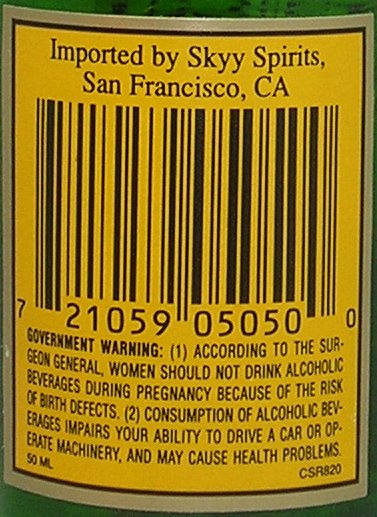 Imported by Skyy Spirits,
San Francisco, CA
7 21059 05050 0
GOVERNMENT WARNING: (1) ACCORDING TO THE SUR-
GEON GENERAL, WOMEN SHOULD NOT DRINK ALCOHOLIC
BEVERAGES DURING PREGNANCY BECAUSE OF THE RISK
OF BIRTH DEFECTS. (2) CONSUMPTION OF ALCOHOLIC BEV-
ERAGES IMPAIRS YOUR ABILITY TO DRIVE A CAR OR OP-
ERATE MACHINERY, AND MAY CAUSE HEALTH PROBLEMS.
50 ML CSR820